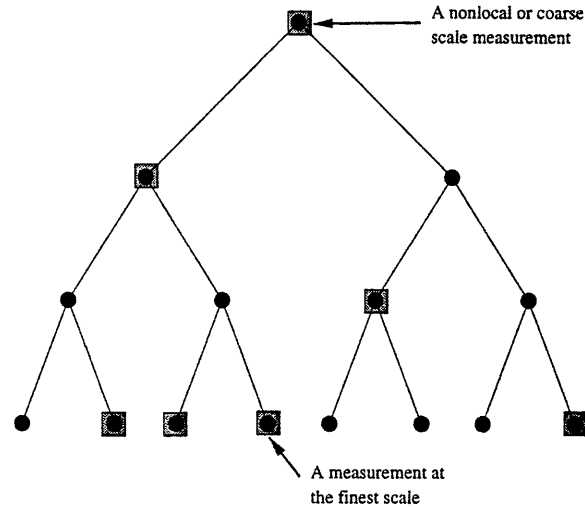 A nonlocal or coarse
scale measurement
A measurement at
the finest scale